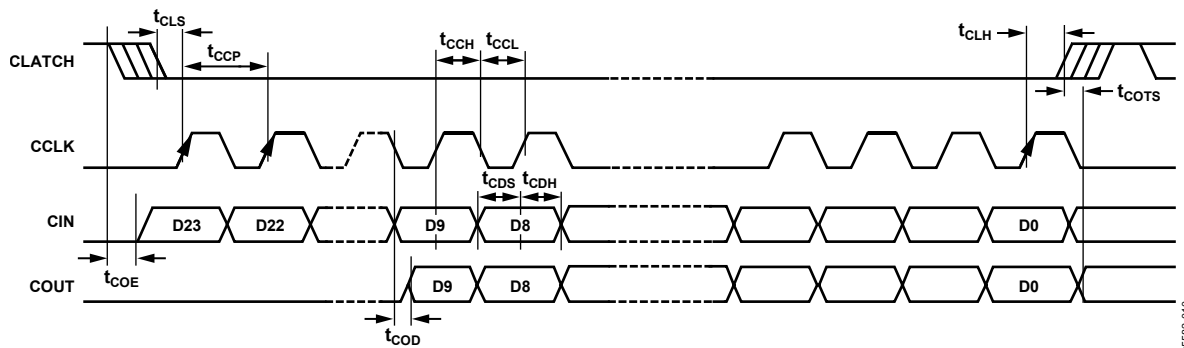 tCLS
tCCP
tCCH tCCL
tCLH
CLATCH
tCOTS
CCLK
tCDS tCDH
CIN D23 D22 D9 D8 D0
tCOE
COUT D9 D8 D0
tCOD